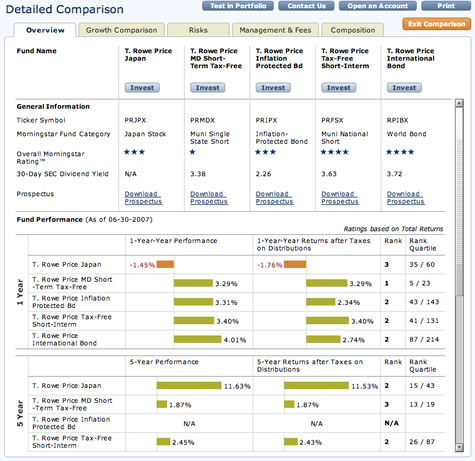 Detailed Comparison
Test in Portfolio
Contact Us
Open an Account
Print
Exit Comparison
Overview
Growth Comparison
Risks
Management & Fees
Composition
Fund Name
T. Rowe Price
Japan
T. Rowe Price
MD Short-
Term Tax-Free
T. Rowe Price
Inflation
Protected Bd
T. Rowe Price
Tax-Free
Short-Interm
T. Rowe Price
International
Bond
Invest
Invest
Invest
Invest
Invest
General Information
Ticker Symbol PRJPX PRMDX PRIPX PRFSX RPIBX
Morningstar Fund Category
Japan Stock
Muni Single
State Short
Inflation-
Protected Bond
Muni National
Short
World Bond
Overall Morningstar
Rating™
★★★ ★ ★★★ ★★★★ ★★★★
30-Day SEC Dividend Yield N/A 3.38 2.26 3.63 3.72
Prospectus
Download
Prospectus
Download
Prospectus
Download
Prospectus
Download
Prospectus
Download
Prospectus
Fund Performance (As of 06-30-2007)
Ratings based on Total Returns
1 Year
1-Year-Year Performance
1-Year-Year Returns after Taxes
on Distributions
Rank
Rank
Quartile
T. Rowe Price Japan -1.45% -1.76% 3 35 / 60
T. Rowe Price MD Short
-Term Tax-Free
3.29% 3.29% 1 5 / 23
T. Rowe Price Inflation
Protected Bd
3.31% 2.34% 2 43 / 143
T. Rowe Price Tax-Free
Short-Interm
3.40% 3.40% 2 41 / 131
T. Rowe Price
International Bond
4.01% 2.74% 2 87 / 214
5 Year
5-Year Performance
5-Year Returns after Taxes on
Distributions
Rank
Rank
Quartile
T. Rowe Price Japan 11.63% 11.53% 2 15 / 43
T. Rowe Price MD Short
-Term Tax-Free
1.87% 1.87% 3 13 / 19
T. Rowe Price Inflation
Protected Bd
N/A N/A N/A
T. Rowe Price Tax-Free
Short-Interm
2.45% 2.43% 2 26 / 87